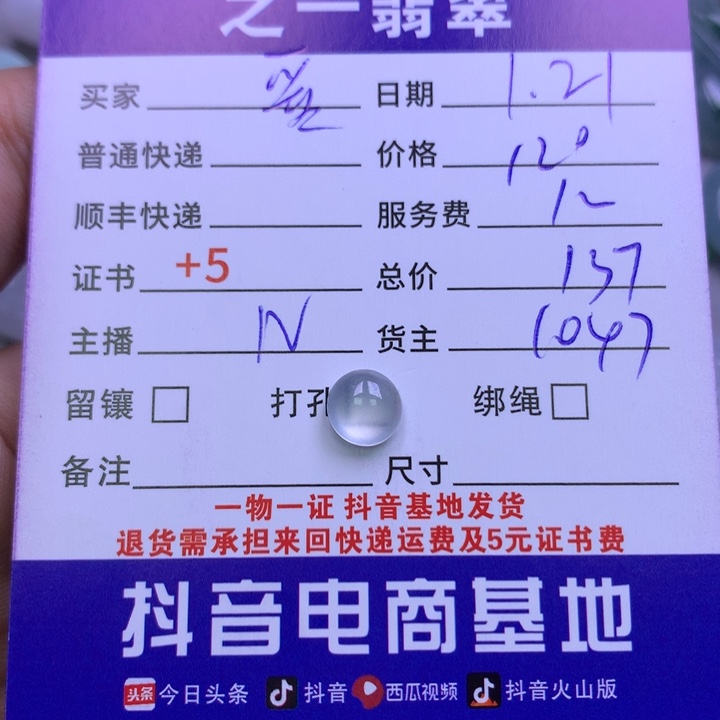 之一翡翠
买家 日期 1.21
普通快递 价格 120
顺丰快递 服务费 12
证书 +5 总价 137
主播 N 货主 1047
留镶 打孔 绑绳
备注 尺寸
一物一证 抖音基地发货
退货需承担来回快递运费及5元证书费
抖音电商基地
头条 今日头条 抖音 西瓜视频 抖音火山版